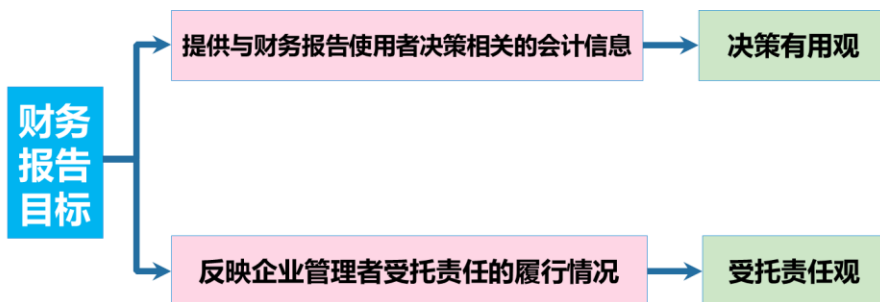 提供与财务报告使用者决策相关的会计信息
决策有用观
财务
报告
目标
反映企业管理者受托责任的履行情况
受托责任观